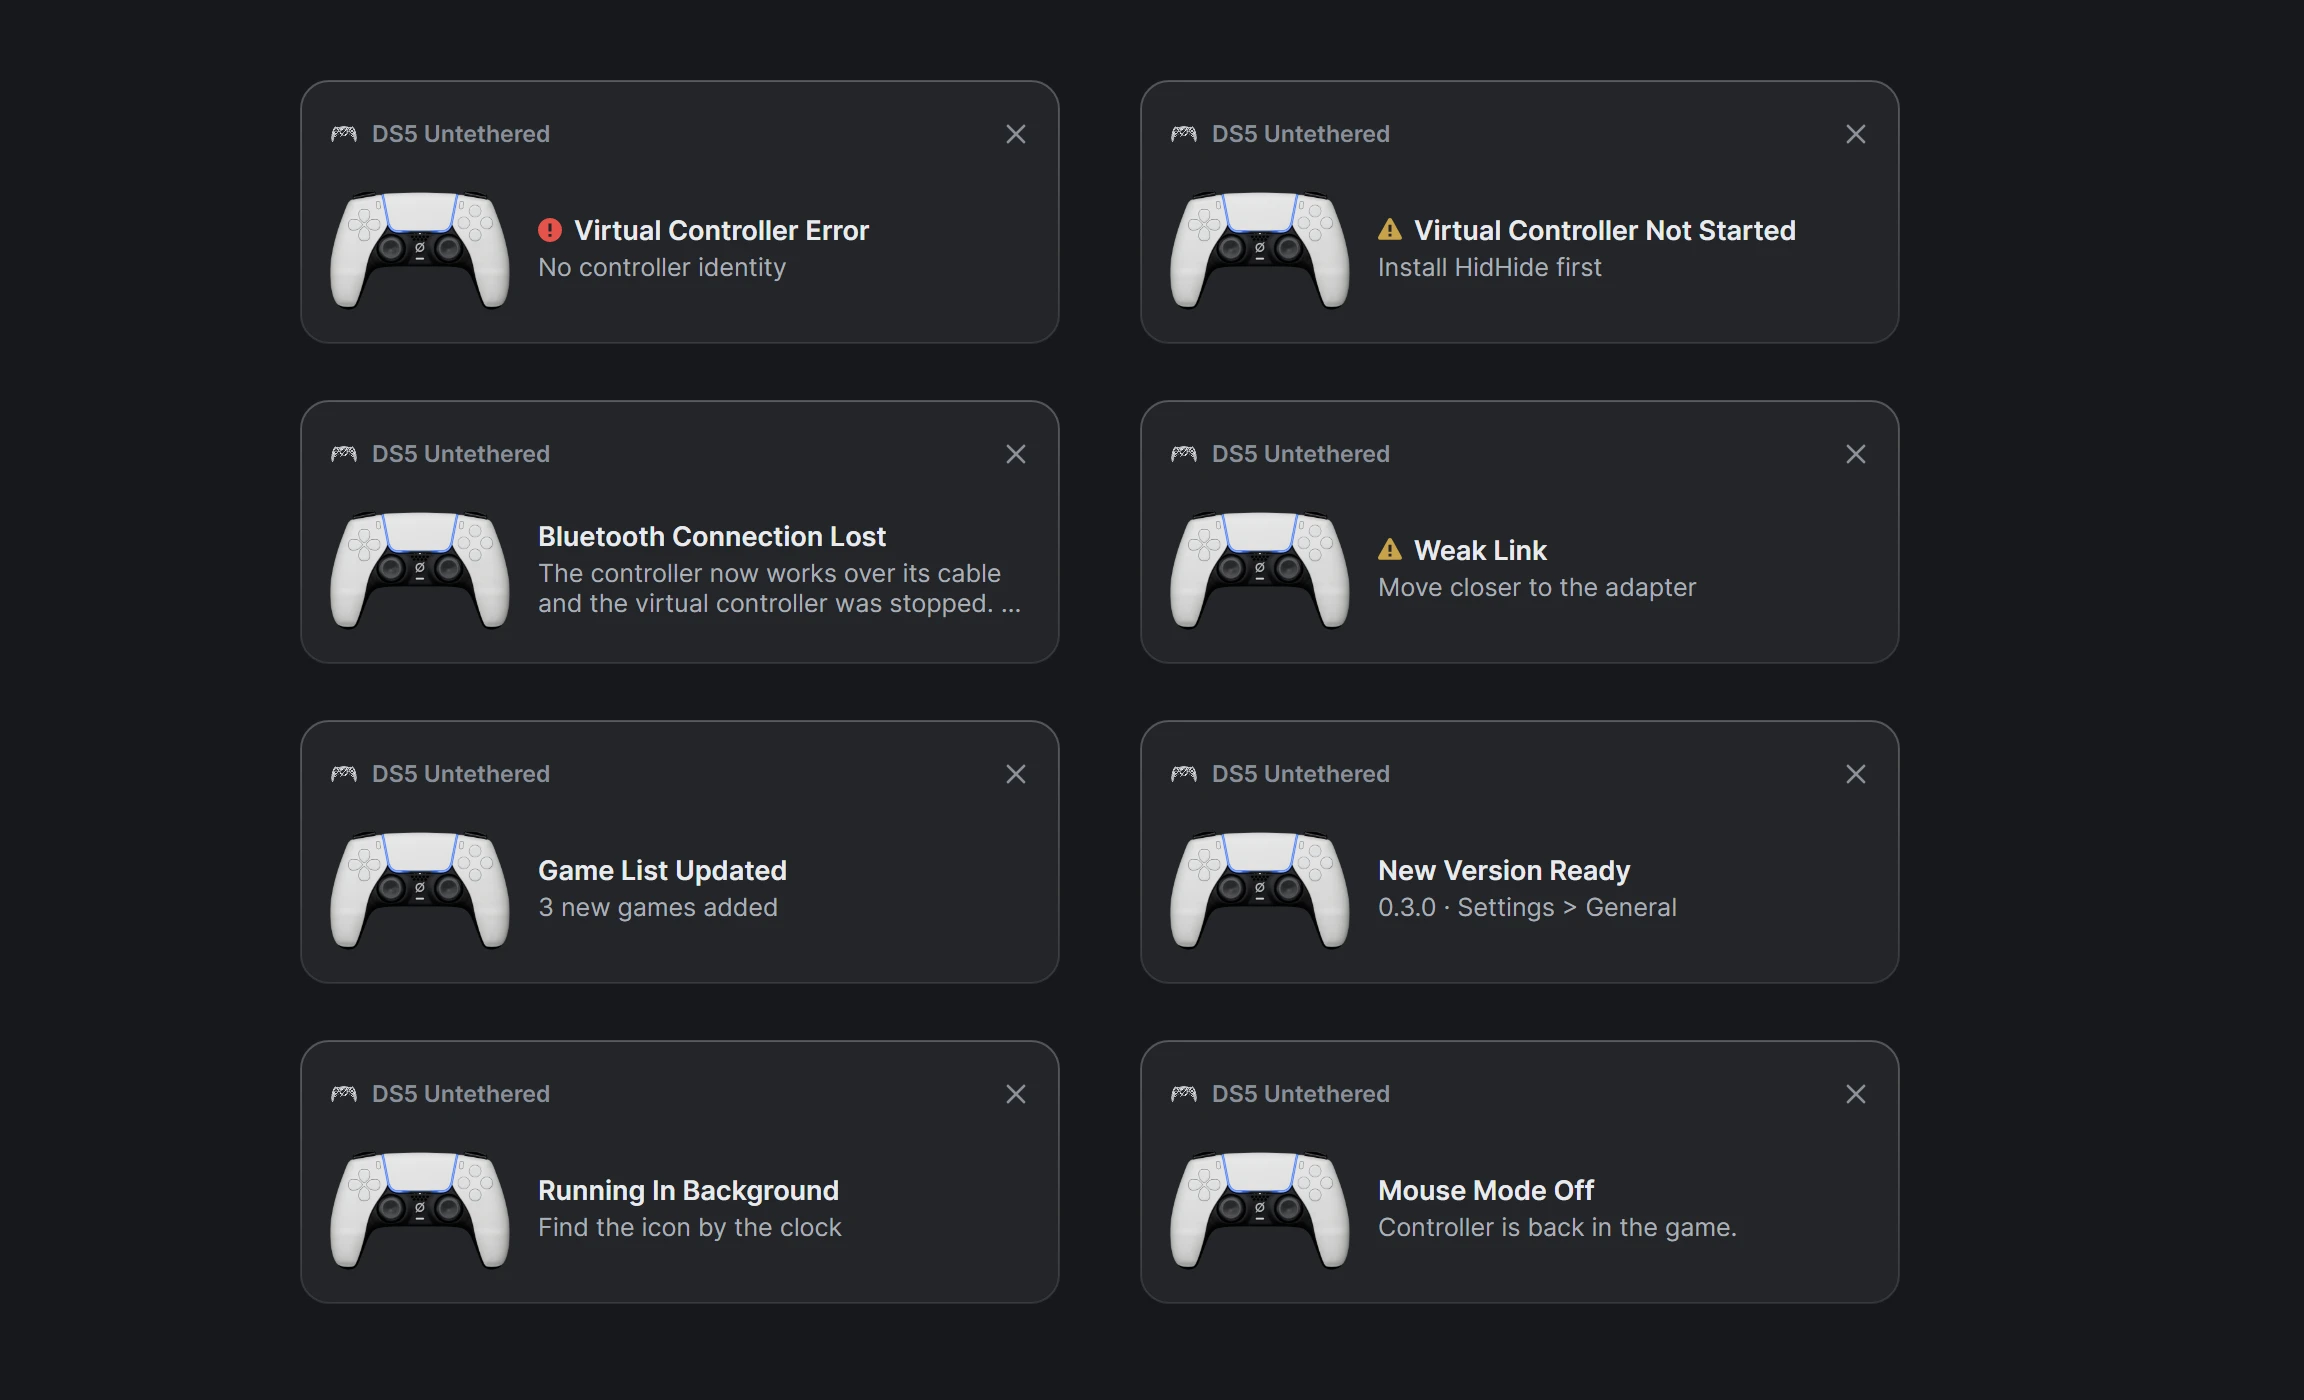 DS5 Untethered
Virtual Controller Error
No controller identity
DS5 Untethered
Virtual Controller Not Started
Install HidHide first
DS5 Untethered
Bluetooth Connection Lost
The controller now works over its cable
and the virtual controller was stopped. ...
DS5 Untethered
Weak Link
Move closer to the adapter
DS5 Untethered
Game List Updated
3 new games added
DS5 Untethered
New Version Ready
0.3.0 · Settings > General
DS5 Untethered
Running In Background
Find the icon by the clock
DS5 Untethered
Mouse Mode Off
Controller is back in the game.